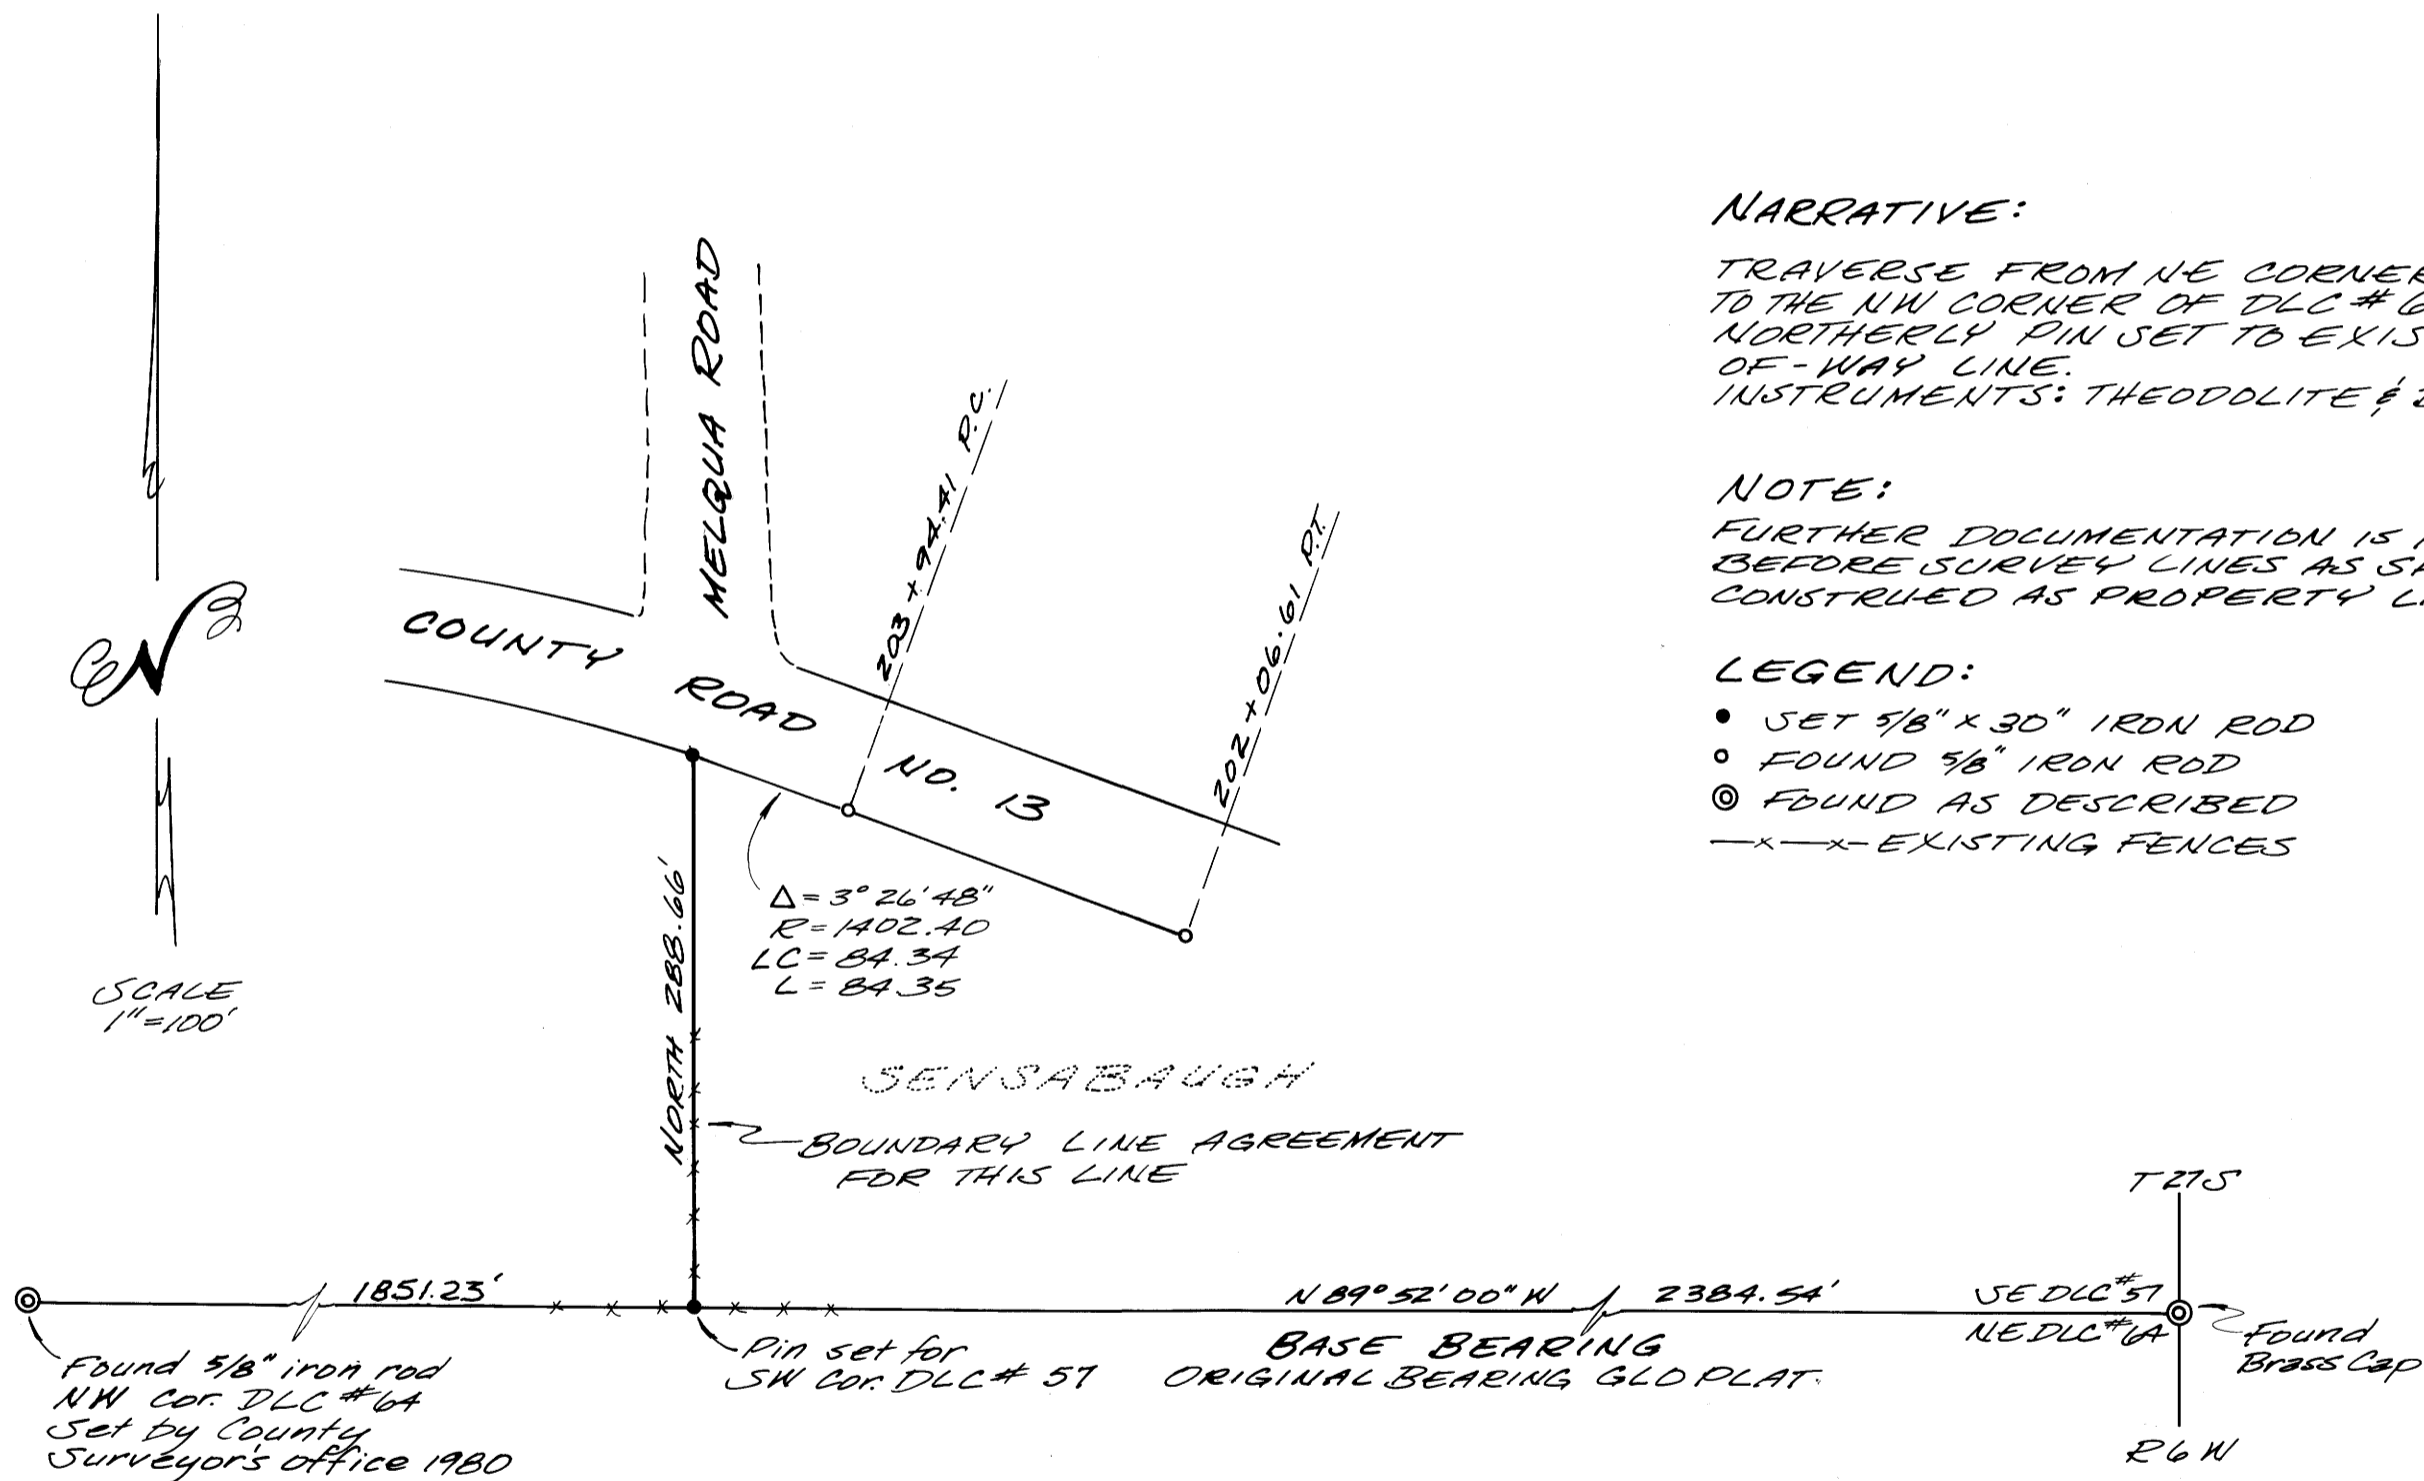 NARRATIVE:
TRAVERSE FROM NE CORNER
TO THE NW CORNER OF DLC #
NORTHERLY PIN SET TO
OF-WAY LINE.
INSTRUMENTS: THEODOLITE &
NOTE:
FURTHER DOCUMENTATION IS
BEFORE SURVEY LINES AS
CONSTRUED AS PROPERTY
LEGEND:
SET 5/8" X 30" IRON ROD
FOUND 5/8" IRON ROD
FOUND AS DESCRIBED
EXISTING FENCES
MELQUA ROAD
203+94.41 P.C.
202+06.61 P.T.
COUNTY ROAD NO. 13
N
SCALE
1"=100'
Δ=3°26'48"
R=1402.40
LC=84.34
L=84.35
NORTH 288.66'
SENSABAUGH
BOUNDARY LINE AGREEMENT
FOR THIS LINE
T27S
1851.23'
N89°52'00"W 2384.54'
SE DLC #57
NE DLC #64
BASE BEARING
ORIGINAL BEARING GLO PLAT.
Found
Brass Cap
Pin set for
SW Cor. DLC # 57
Found 5/8" iron rod
NW Cor. DLC #64
Set by County
Surveyor's office 1980
R6W